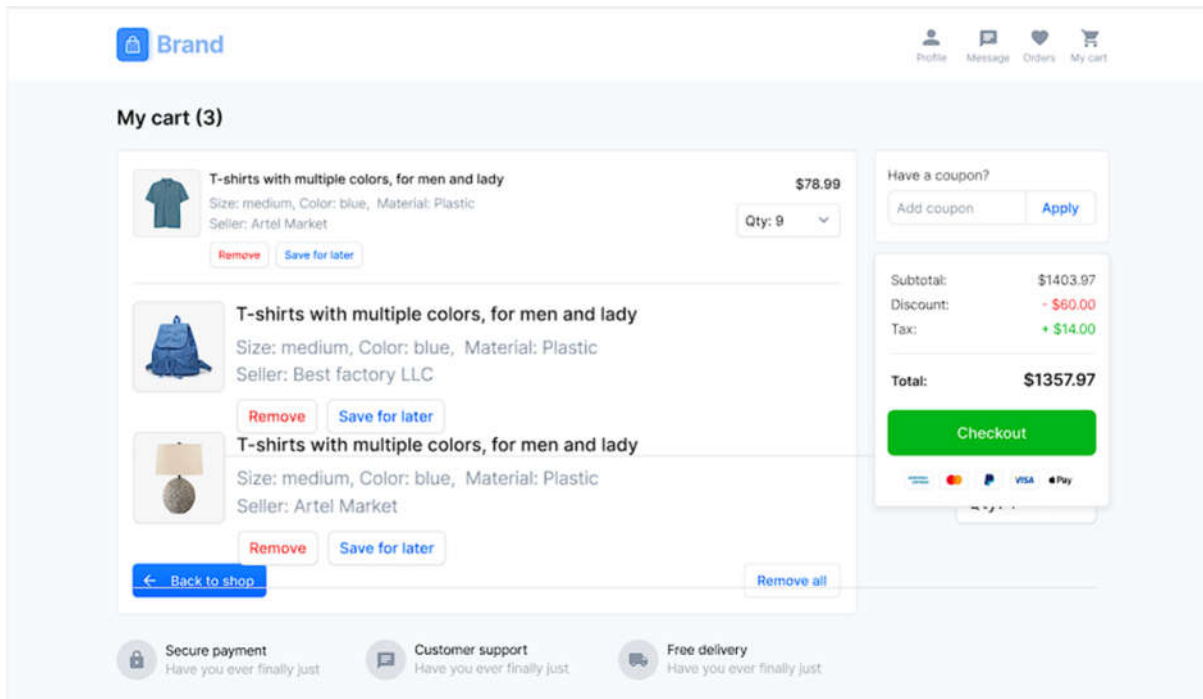 Brand
Profile Message Orders My cart
My cart (3)
T-shirts with multiple colors, for men and lady
$78.99
Size: medium, Color: blue, Material: Plastic
Seller: Artel Market
Qty: 9
Remove Save for later
T-shirts with multiple colors, for men and lady
Size: medium, Color: blue, Material: Plastic
Seller: Best factory LLC
Remove Save for later
T-shirts with multiple colors, for men and lady
Size: medium, Color: blue, Material: Plastic
Seller: Artel Market
Remove Save for later
Back to shop
Remove all
Have a coupon?
Add coupon Apply
Subtotal: $1403.97
Discount: - $60.00
Tax: + $14.00
Total: $1357.97
Checkout
VISA Pay
Secure payment
Have you ever finally just
Customer support
Have you ever finally just
Free delivery
Have you ever finally just